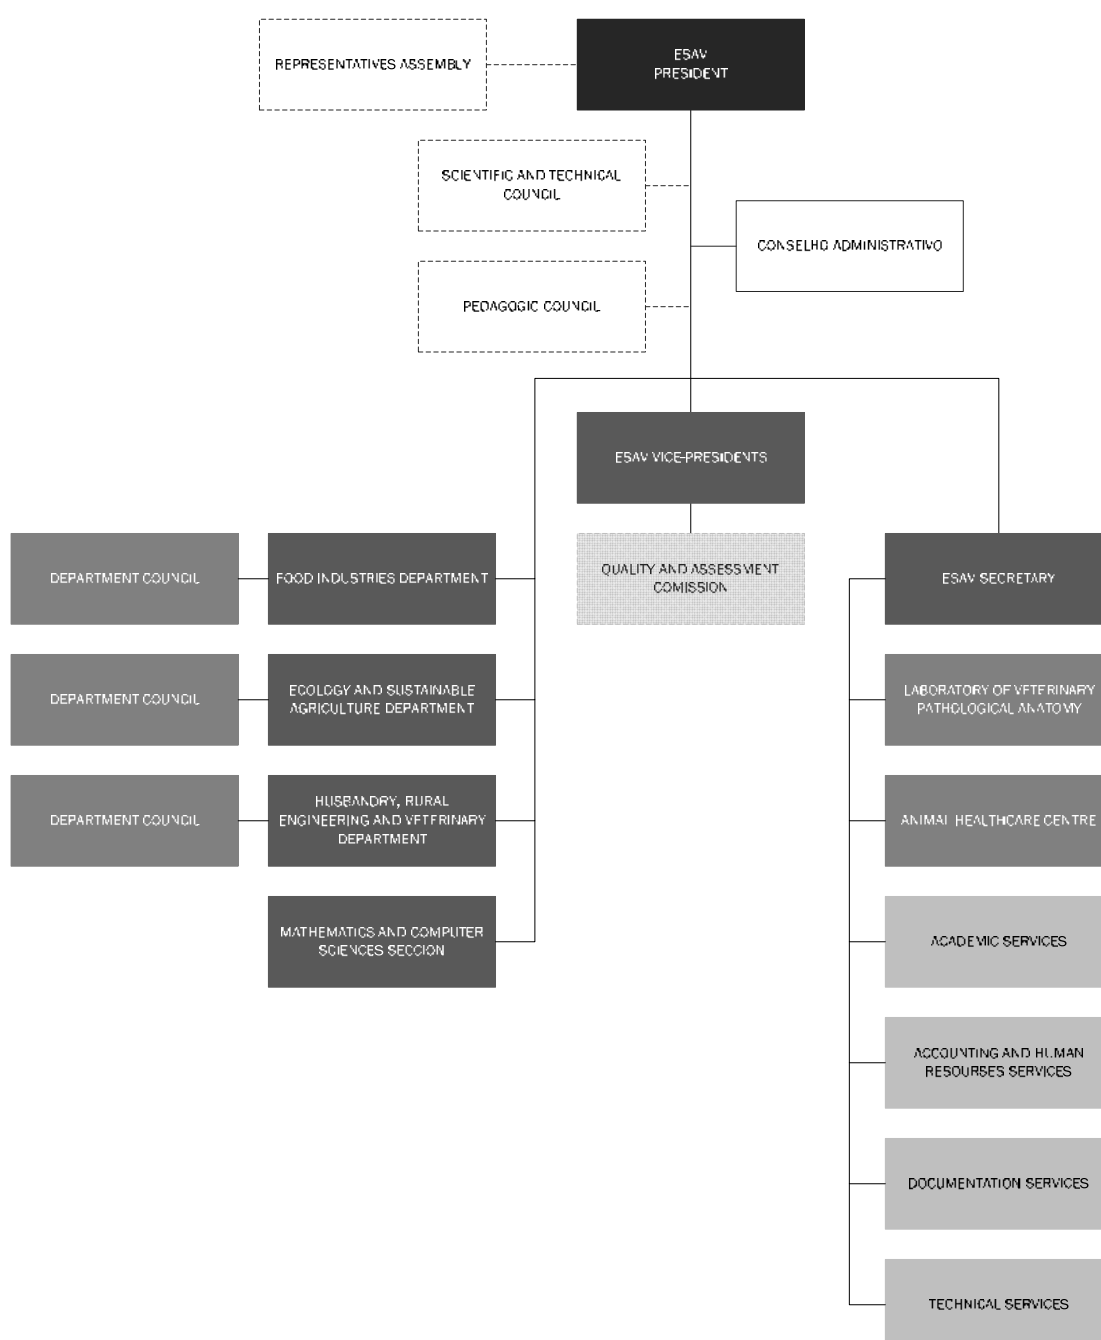 REPRESENTATIVES ASSEMBLY
ESAV
PRESIDENT
SCIENTIFIC AND TECHNICAL
COUNCIL
CONSELHO ADMINISTRATIVO
PEDAGOGIC COUNCIL
ESAV VICE-PRESIDENTS
DEPARTMENT COUNCIL
FOOD INDUSTRIES DEPARTMENT
QUALITY AND ASSESSMENT
COMISSION
ESAV SECRETARY
DEPARTMENT COUNCIL
ECOLOGY AND SUSTAINABLE
AGRICULTURE DEPARTMENT
LABORATORY OF VETERINARY
PATHOLOGICAL ANATOMY
DEPARTMENT COUNCIL
HUSBANDRY, RURAL
ENGINEERING AND VETERINARY
DEPARTMENT
ANIMAL HEALTHCARE CENTRE
MATHEMATICS AND COMPUTER
SCIENCES SECCION
ACADEMIC SERVICES
ACCOUNTING AND HUMAN
RESOURSES SERVICES
DOCUMENTATION SERVICES
TECHNICAL SERVICES